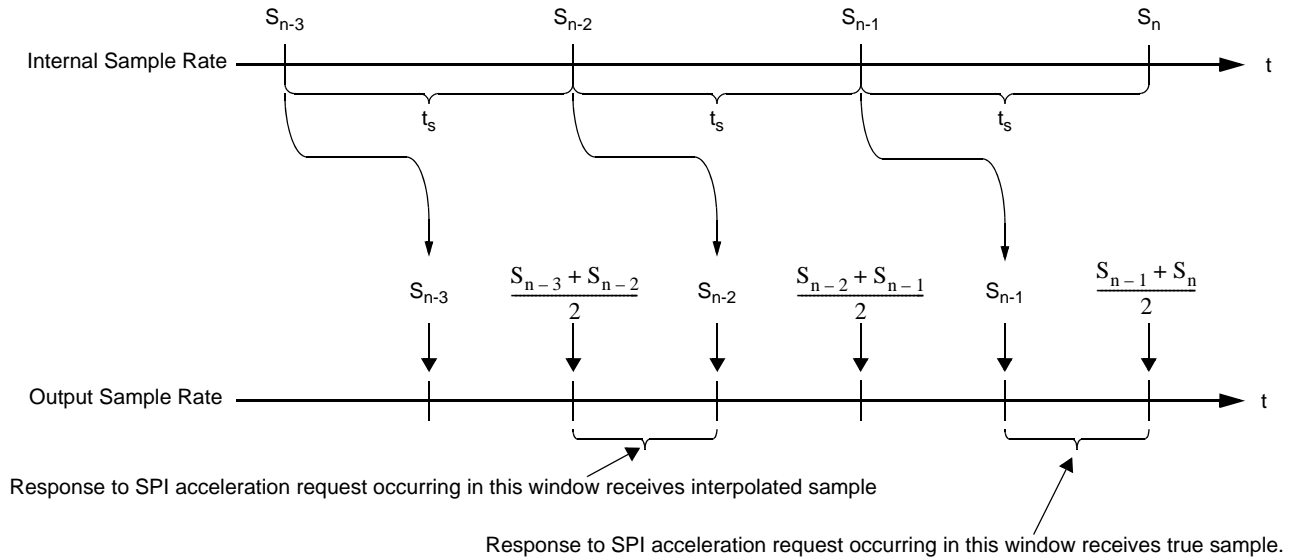 Sn-3 Sn-2 Sn-1 Sn
Internal Sample Rate t
ts ts ts
Sn-3 (Sn – 3 + Sn – 2)/2 Sn-2 (Sn – 2 + Sn – 1)/2 Sn-1 (Sn – 1 + Sn)/2
Output Sample Rate t
Response to SPI acceleration request occurring in this window receives interpolated sample
Response to SPI acceleration request occurring in this window receives true sample.